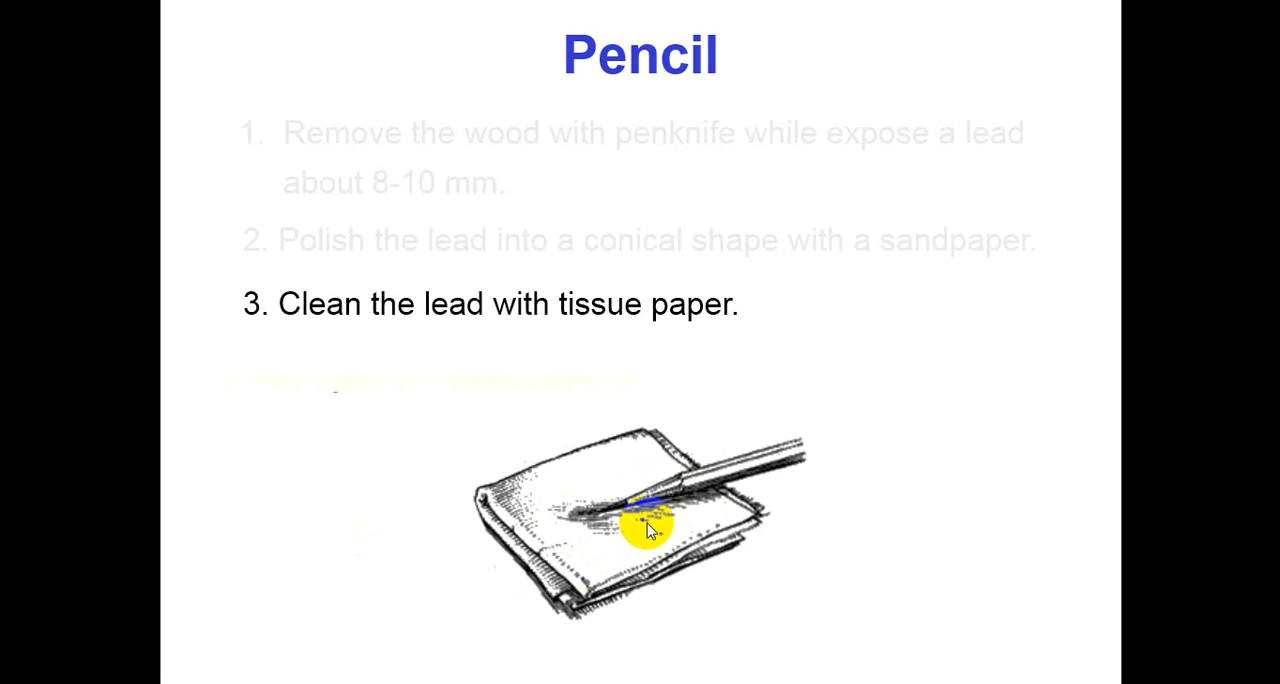 Pencil
1. Remove the wood with penknife while expose a lead
about 8-10 mm.
2. Polish the lead into a conical shape with a sandpaper.
3. Clean the lead with tissue paper.